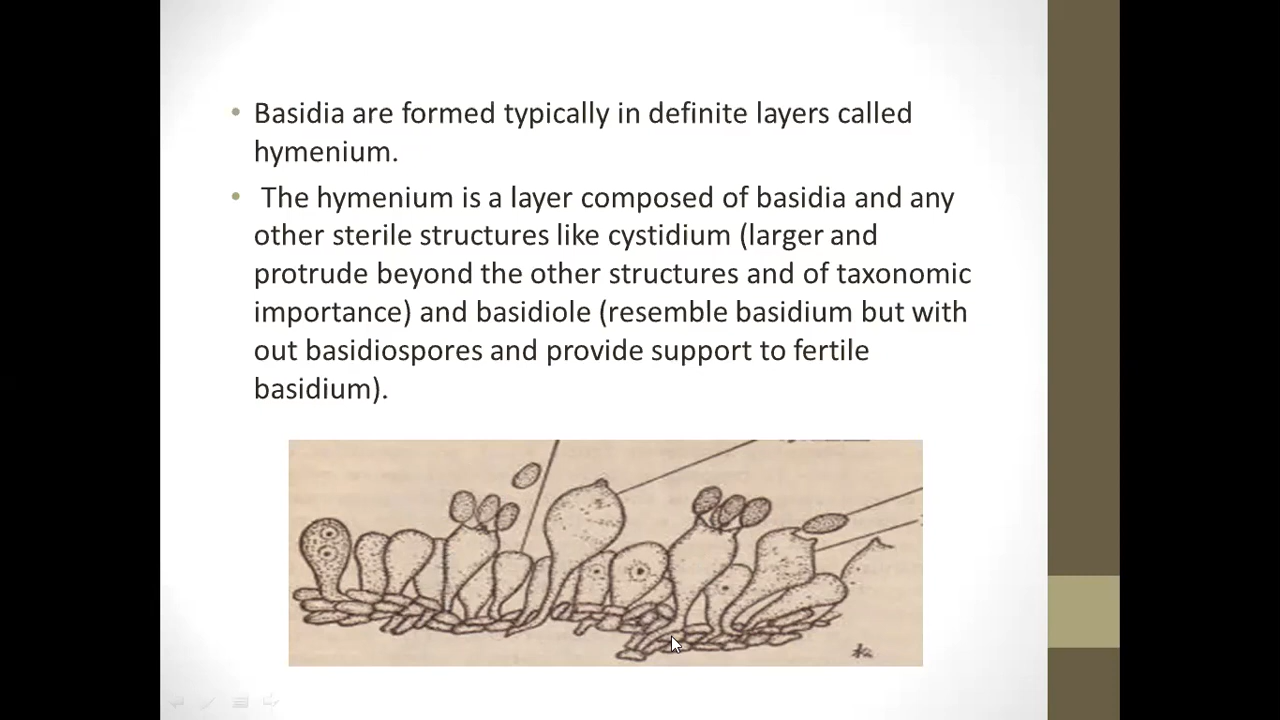 • Basidia are formed typically in definite layers called
hymenium.
• The hymenium is a layer composed of basidia and any
other sterile structures like cystidium (larger and
protrude beyond the other structures and of taxonomic
importance) and basidiole (resemble basidium but with
out basidiospores and provide support to fertile
basidium).